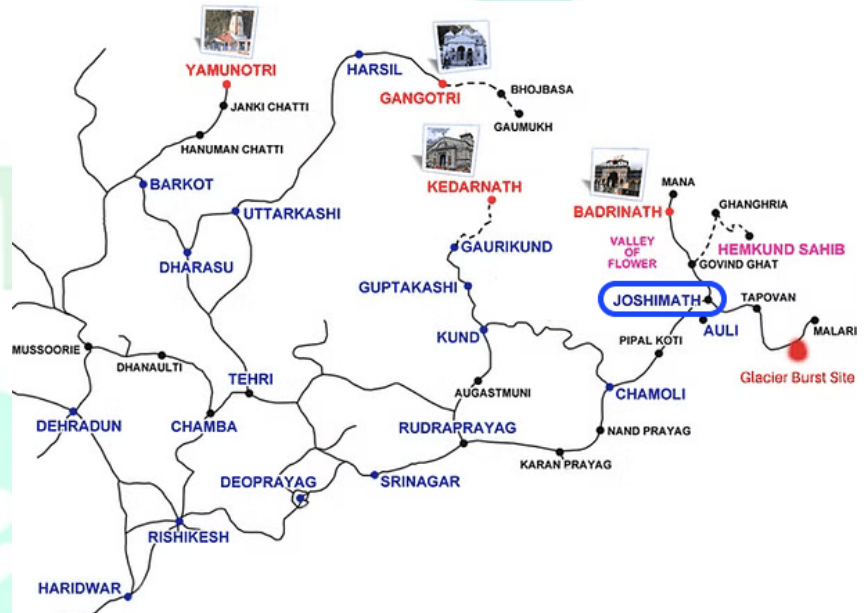 YAMUNOTRI
HARSIL
GANGOTRI
BHOJBASA
GAUMUKH
JANKI CHATTI
HANUMAN CHATTI
BARKOT
UTTARKASHI
DHARASU
KEDARNATH
BADRINATH
MANA
GHANGHRIA
VALLEY
OF
FLOWER
HEMKUND SAHIB
GOVIND GHAT
GAURIKUND
GUPTAKASHI
JOSHIMATH
TAPOVAN
AULI
MALARI
Glacier Burst Site
KUND
PIPAL KOTI
MUSSOORIE
DHANAULTI
TEHRI
AUGASTMUNI
CHAMOLI
DEHRADUN
CHAMBA
RUDRAPRAYAG
NAND PRAYAG
KARAN PRAYAG
DEOPRAYAG
SRINAGAR
RISHIKESH
HARIDWAR